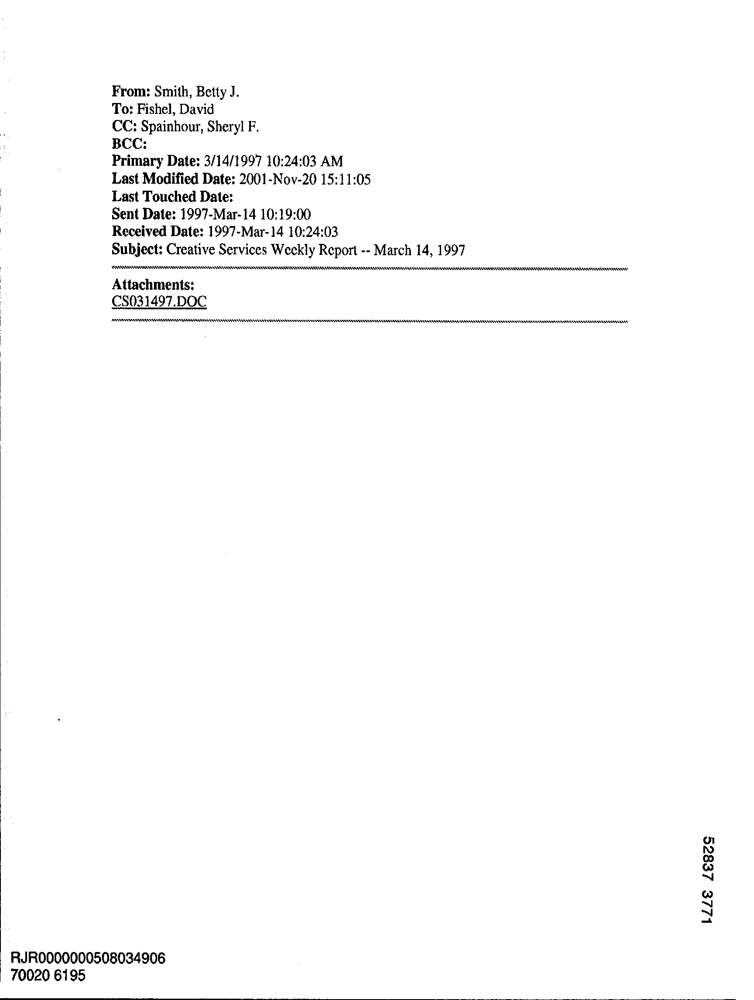 From: Smith, Betty J.
To: Fishel, David
CC: Spainhour, Sheryl F.
BCC:
Primary Date: 3/14/1997 10:24:03 AM
Last Modified Date: 2001-Nov-20 15:11:05
Last Touched Date:
Sent Date: 1997-Mar-14 10:19:00
Received Date: 1997-Mar-14 10:24:03
Subject: Creative Services Weekly Report -- March 14, 1997
Attachments:
CS031497.DOC
52837 3771
RJR0000000508034906
70020 6195